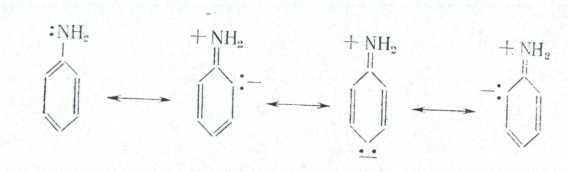 :NH₂
+NH₂
:−
+NH₂
:−
+NH₂
−: